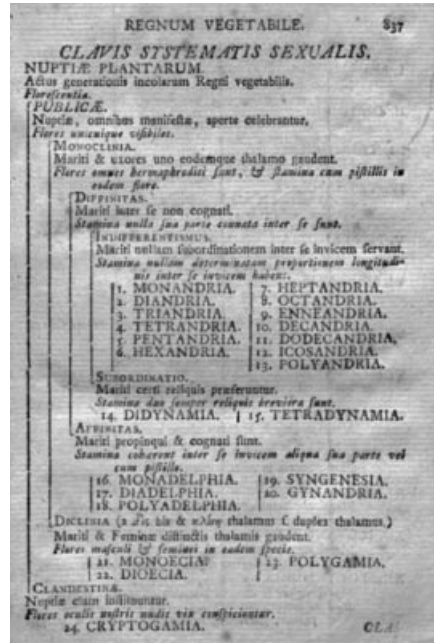 REGNUM VEGETABILE. 837
CLAVIS SYSTEMATIS SEXUALIS.
NUPTIÆ PLANTARUM.
Actus generationis incolarum Regni vegetabilis.
Florescentia.
PUBLICÆ.
Nuptiæ, omnibus manifestæ, aperte celebrantur.
Flores unicuique visibiles.
MONOCLINIA.
Mariti & uxores uno eodemque thalamo gaudent.
Flores omnes hermaphroditi sunt, & stamina cum pistillis in
eodem flore.
DIFFINITAS.
Mariti inter se non cognati.
Stamina nulla sua parte connata inter se sunt.
INDIFFERENTISMUS.
Mariti nullam subordinationem inter se invicem servant.
Stamina nullam determinatam proportionem longitudi-
nis inter se invicem habent.
1. MONANDRIA. 7. HEPTANDRIA.
2. DIANDRIA. 8. OCTANDRIA.
3. TRIANDRIA. 9. ENNEANDRIA.
4. TETRANDRIA. 10. DECANDRIA.
5. PENTANDRIA. 11. DODECANDRIA.
6. HEXANDRIA. 12. ICOSANDRIA.
13. POLYANDRIA.
SUBORDINATIO.
Mariti certi reliquis præferuntur.
Stamina duo semper reliquis breviora sunt.
14. DIDYNAMIA. 15. TETRADYNAMIA.
AFFINITAS.
Mariti propinqui & cognati sunt.
Stamina cohærent inter se invicem aliqua sua parte vel
cum pistillo.
16. MONADELPHIA. 19. SYNGENESIA.
17. DIADELPHIA. 20. GYNANDRIA.
18. POLYADELPHIA.
DICLINIA (a δις bis & κλίνη thalamus s. duplex thalamus.)
Mariti & Feminæ distinctis thalamis gaudent.
Flores masculi & feminei in eadem specie.
21. MONOECIA. 23. POLYGAMIA.
22. DIOECIA.
CLANDESTINÆ.
Nuptiæ clam instituuntur.
Flores oculis nostris nudis vix conspiciuntur.
24. CRYPTOGAMIA.
CLA